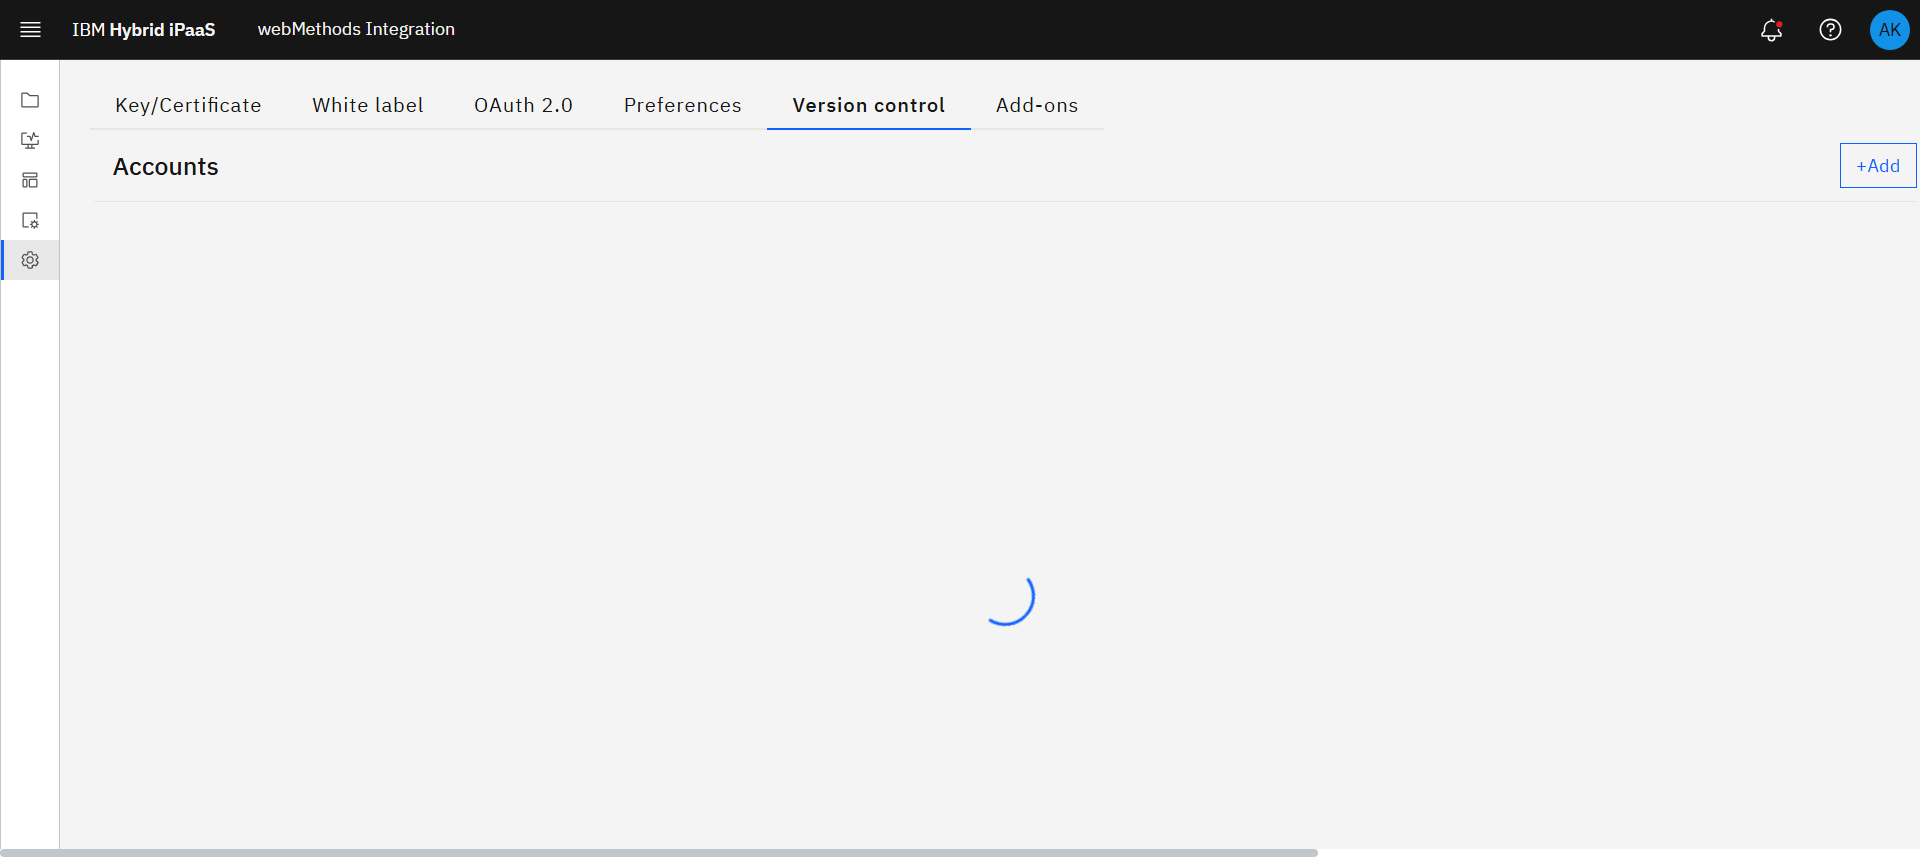 IBM Hybrid iPaaS webMethods Integration AK
Key/Certificate White label OAuth 2.0 Preferences Version control Add-ons
Accounts +Add